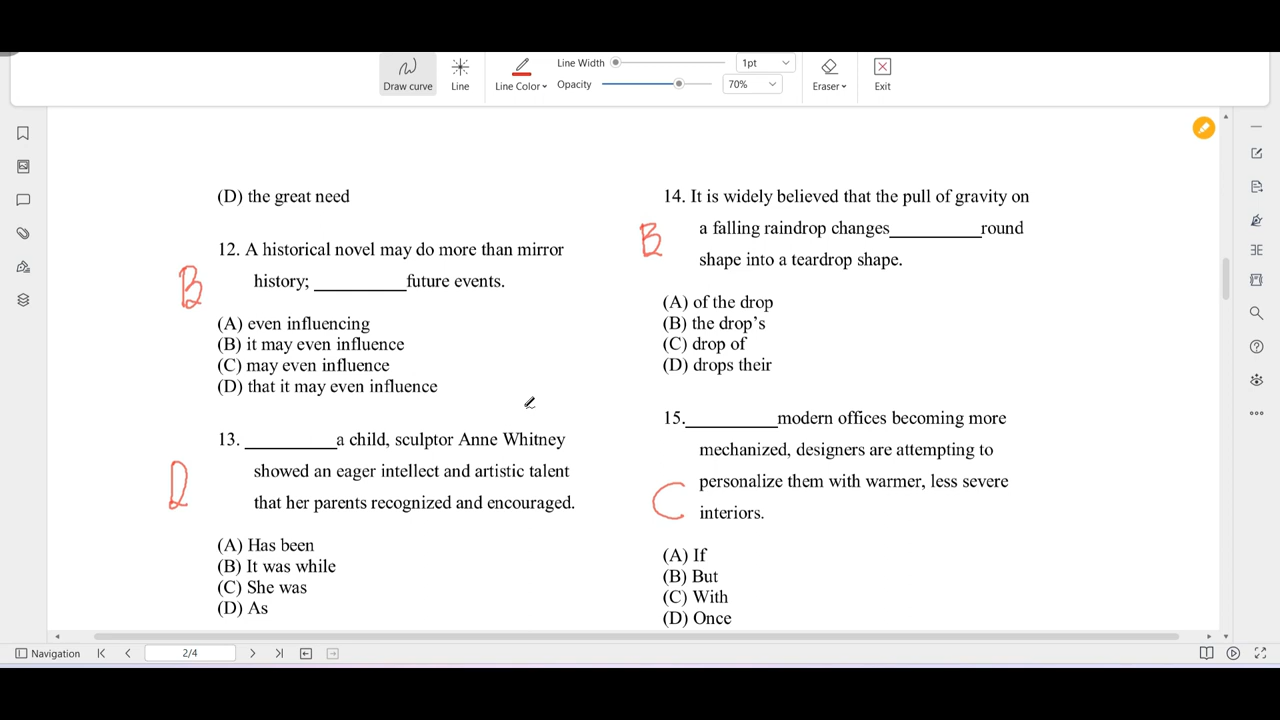 Line Width
1pt
Draw curve
Line
Line Color
Opacity
70%
Eraser
Exit
(D) the great need
12. A historical novel may do more than mirror
B
history; __________future events.
(A) even influencing
(B) it may even influence
(C) may even influence
(D) that it may even influence
13. __________a child, sculptor Anne Whitney
D
showed an eager intellect and artistic talent
that her parents recognized and encouraged.
(A) Has been
(B) It was while
(C) She was
(D) As
14. It is widely believed that the pull of gravity on
B
a falling raindrop changes__________round
shape into a teardrop shape.
(A) of the drop
(B) the drop’s
(C) drop of
(D) drops their
15.__________modern offices becoming more
mechanized, designers are attempting to
personalize them with warmer, less severe
C
interiors.
(A) If
(B) But
(C) With
(D) Once
Navigation
2/4